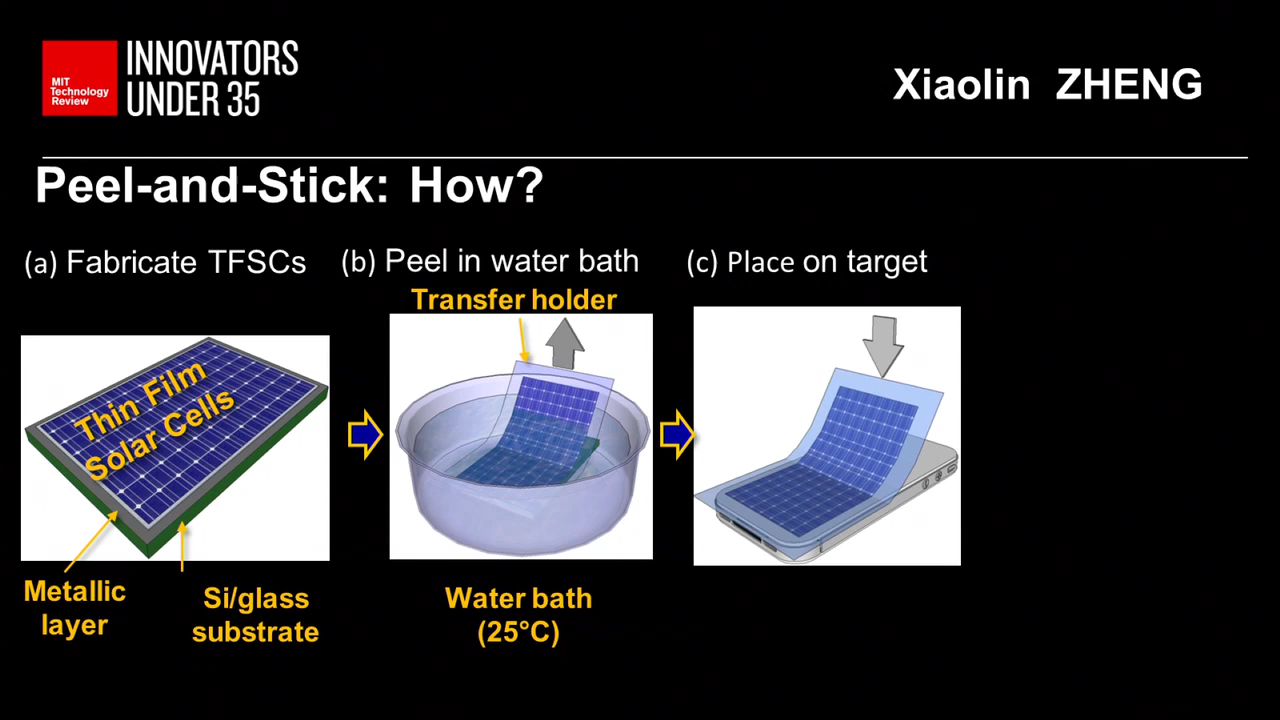 MIT
Technology
Review
INNOVATORS
UNDER 35
Xiaolin ZHENG
Peel-and-Stick: How?
(a) Fabricate TFSCs
(b) Peel in water bath
(c) Place on target
Transfer holder
Thin Film
Solar Cells
Metallic
layer
Si/glass
substrate
Water bath
(25°C)